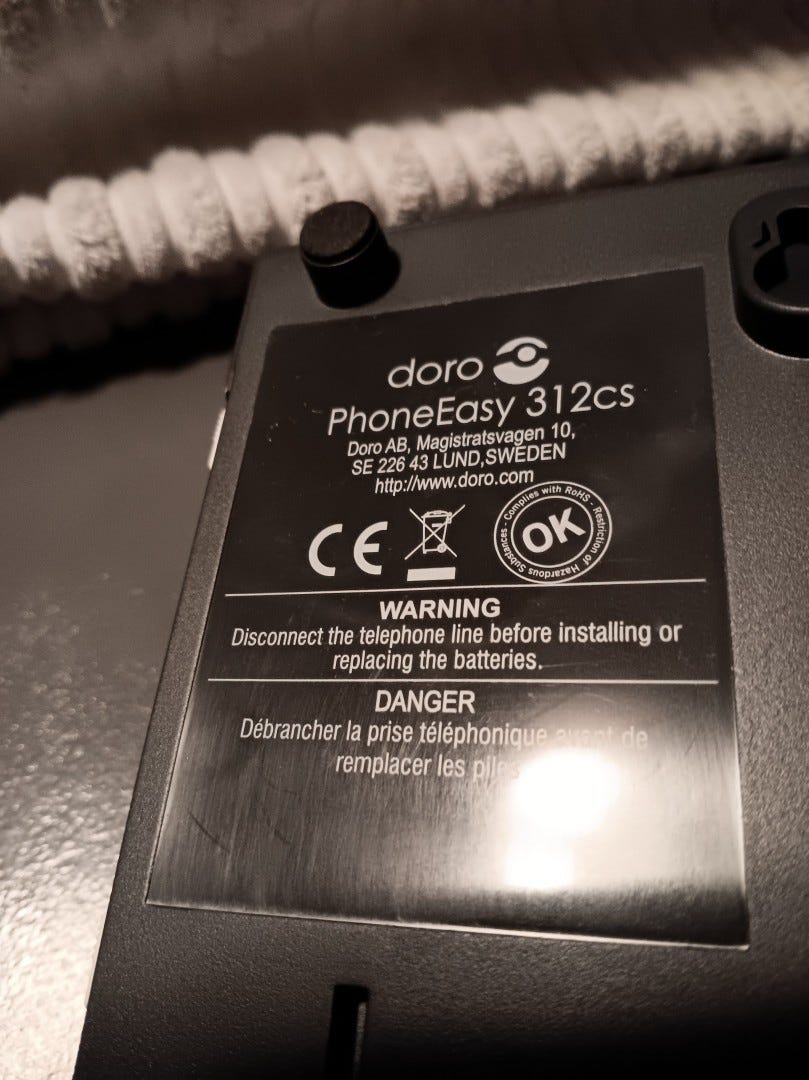 doro
PhoneEasy 312cs
Doro AB, Magistratsvagen 10,
SE 226 43 LUND,SWEDEN
http://www.doro.com
CE
OK
Complies with RoHS - Restriction of Hazardous Substances -
WARNING
Disconnect the telephone line before installing or
replacing the batteries.
DANGER
Débrancher la prise téléphonique avant de
remplacer les piles